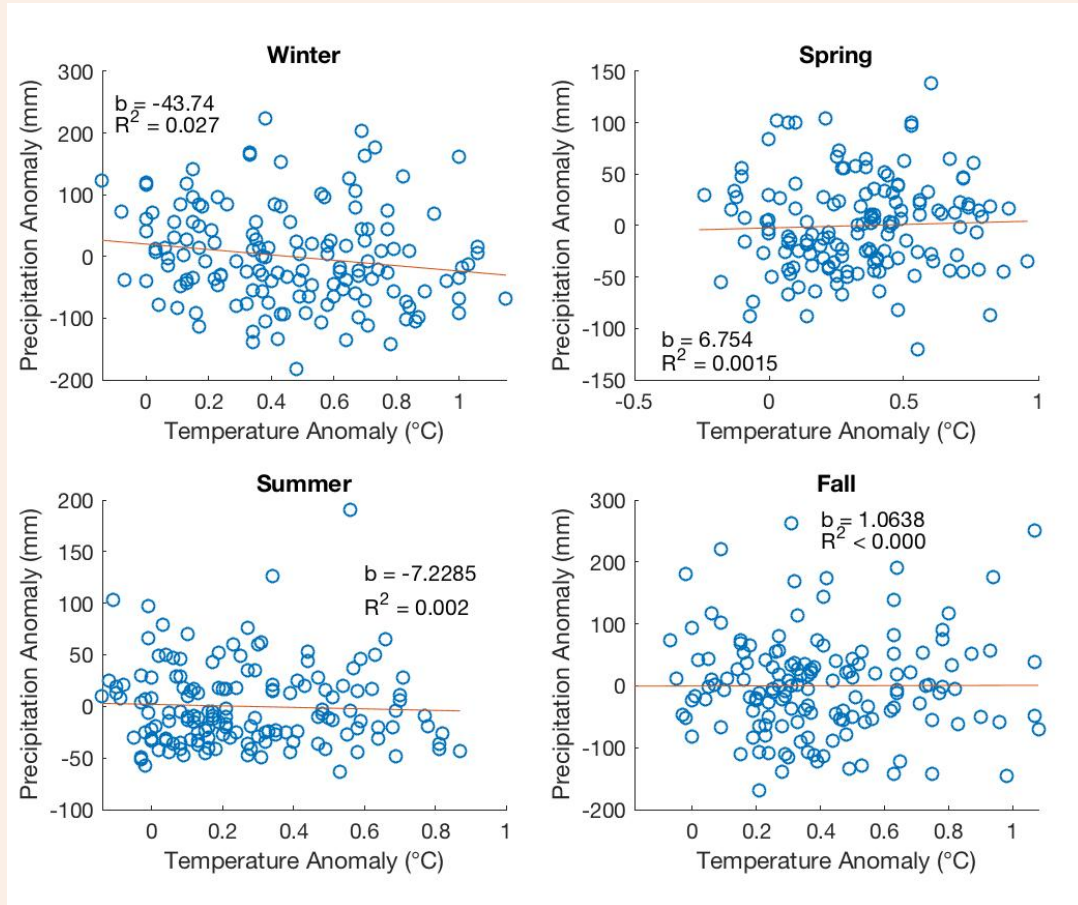 Winter
Precipitation Anomaly (mm)
300
200
100
0
-100
-200
b = -43.74
R² = 0.027
0 0.2 0.4 0.6 0.8 1
Temperature Anomaly (°C)
Spring
Precipitation Anomaly (mm)
150
100
50
0
-50
-100
-150
b = 6.754
R² = 0.0015
-0.5 0 0.5 1
Temperature Anomaly (°C)
Summer
Precipitation Anomaly (mm)
200
150
100
50
0
-50
-100
b = -7.2285
R² = 0.002
0 0.2 0.4 0.6 0.8 1
Temperature Anomaly (°C)
Fall
Precipitation Anomaly (mm)
300
200
100
0
-100
-200
b = 1.0638
R² < 0.000
0 0.2 0.4 0.6 0.8 1
Temperature Anomaly (°C)